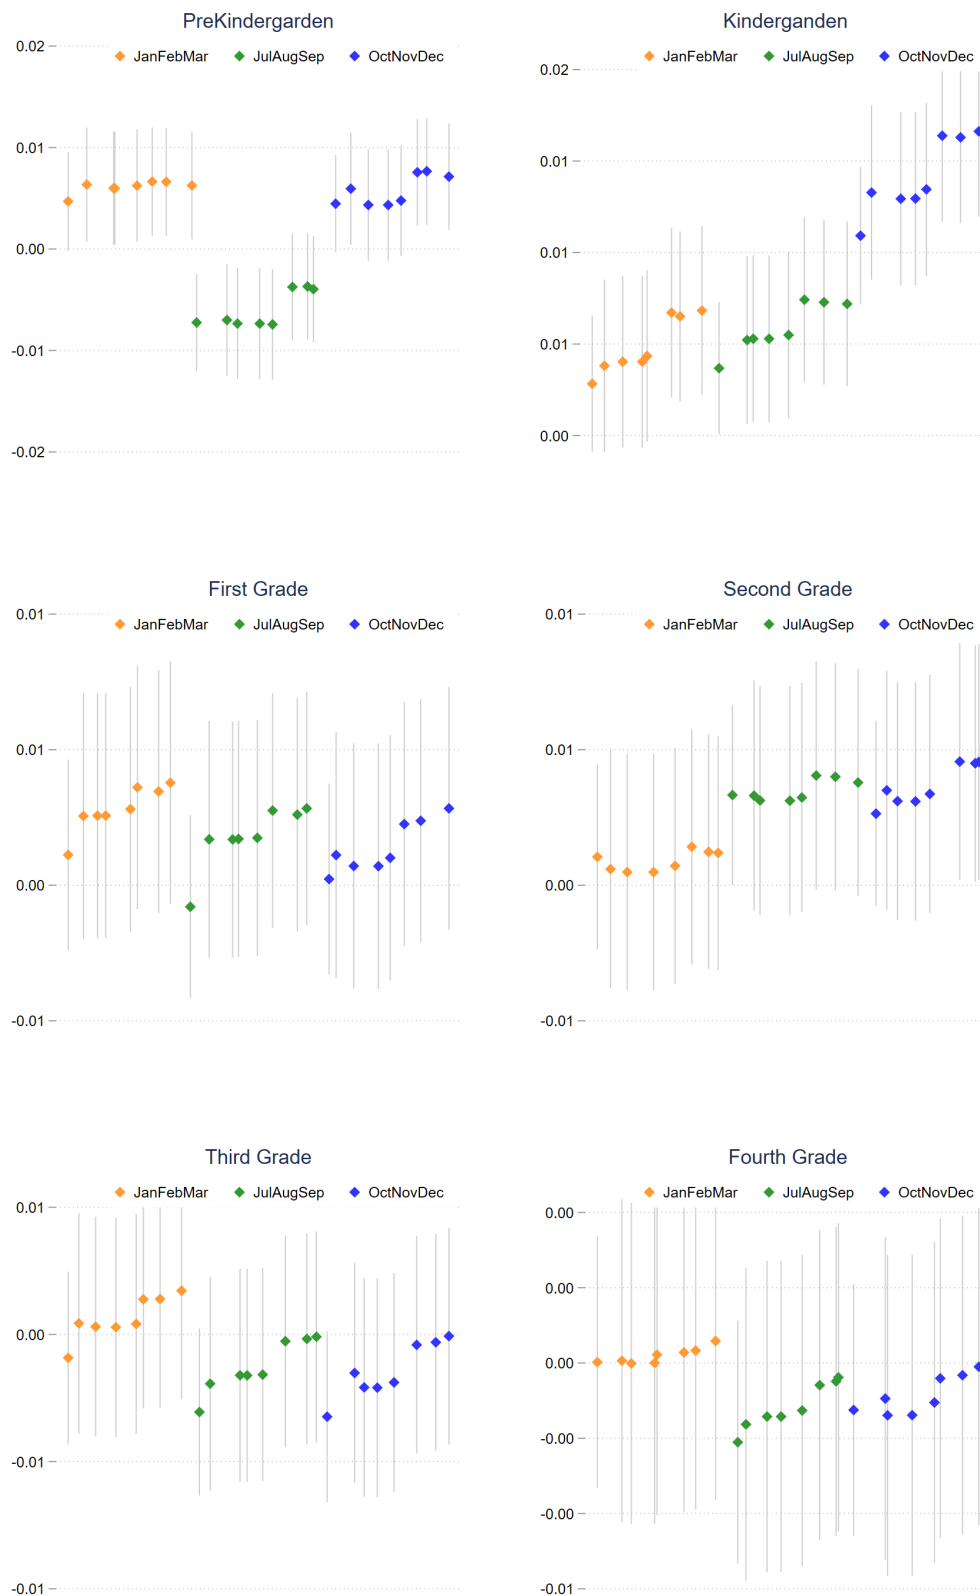 PreKindergarden
JanFebMar JulAugSep OctNovDec
0.02
0.01
0.00
-0.01
-0.02
Kinderganden
JanFebMar JulAugSep OctNovDec
0.02
0.01
0.01
0.01
0.00
First Grade
JanFebMar JulAugSep OctNovDec
0.01
0.01
0.00
-0.01
Second Grade
JanFebMar JulAugSep OctNovDec
0.01
0.01
0.00
-0.01
Third Grade
JanFebMar JulAugSep OctNovDec
0.01
0.00
-0.01
-0.01
Fourth Grade
JanFebMar JulAugSep OctNovDec
0.00
0.00
0.00
-0.00
-0.00
-0.01